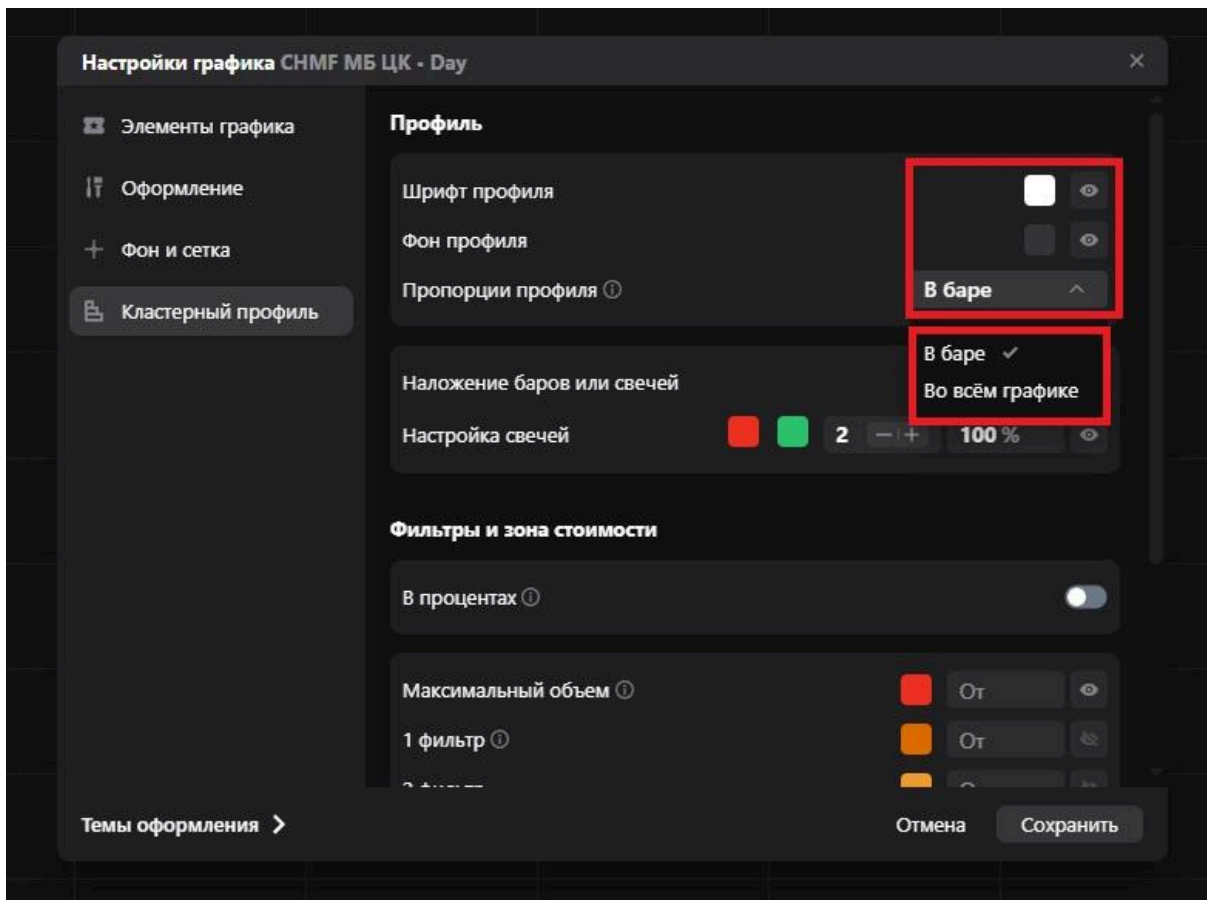 Настройки графика CHMF МБ ЦК - Day
Элементы графика
Оформление
Фон и сетка
Кластерный профиль
Профиль
Шрифт профиля
Фон профиля
Пропорции профиля
В баре
В баре
Во всём графике
Наложение баров или свечей
Настройка свечей
2
100 %
Фильтры и зона стоимости
В процентах
Максимальный объем
От
1 фильтр
От
Темы оформления
Отмена
Сохранить